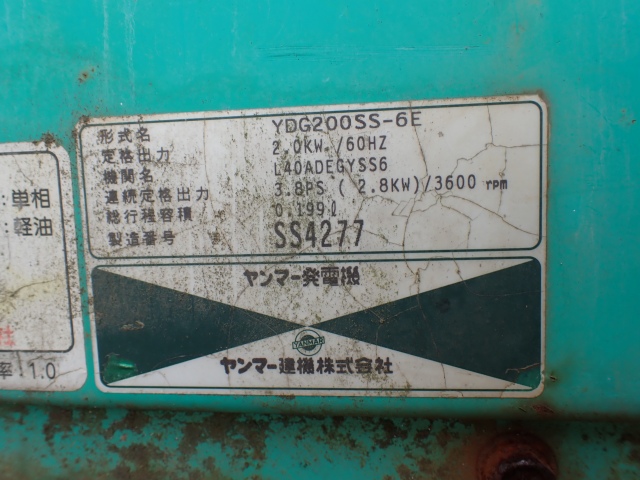 形式名 YDG200SS-6E
定格出力 2.0KW./60HZ
機関名 L40ADEGYSS6
連続定格出力 3.8PS ( 2.8KW)/3600 rpm
総行程容積 0.199ℓ
製造番号 SS4277
ヤンマー発電機
YANMAR
ヤンマー建機株式会社
:単相
:軽油
仕
率:1.0